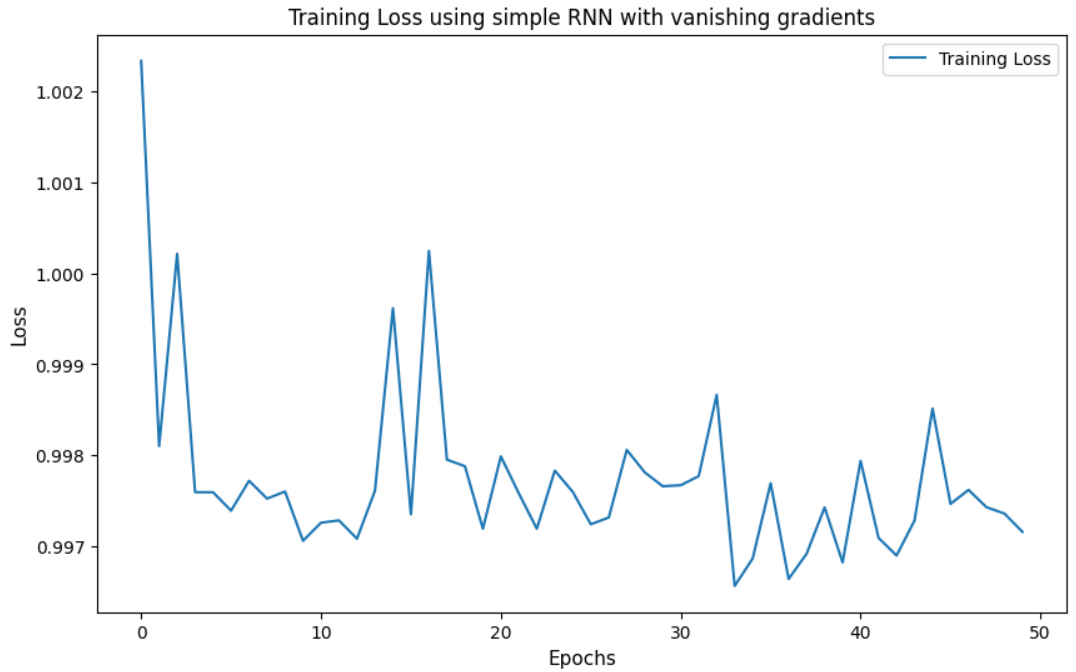 Training Loss using simple RNN with vanishing gradients
Training Loss
1.002
1.001
1.000
0.999
0.998
0.997
Loss
0 10 20 30 40 50
Epochs